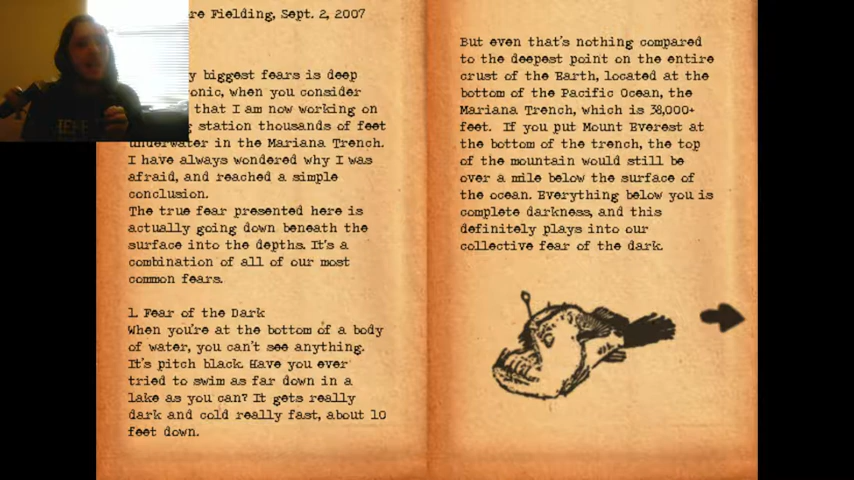 re Fielding, Sept. 2, 2007
y biggest fears is deep
onic, when you consider
that I am now working on
g station thousands of feet
underwater in the Mariana Trench.
I have always wondered why I was
afraid, and reached a simple
conclusion.
The true fear presented here is
actually going down beneath the
surface into the depths. It's a
combination of all of our most
common fears.
1. Fear of the Dark
When you're at the bottom of a body
of water, you can't see anything.
It's pitch black. Have you ever
tried to swim as far down in a
lake as you can? It gets really
dark and cold really fast, about 10
feet down.
But even that's nothing compared
to the deepest point on the entire
crust of the Earth, located at the
bottom of the Pacific Ocean, the
Mariana Trench, which is 38,000+
feet. If you put Mount Everest at
the bottom of the trench, the top
of the mountain would still be
over a mile below the surface of
the ocean. Everything below you is
complete darkness, and this
definitely plays into our
collective fear of the dark.